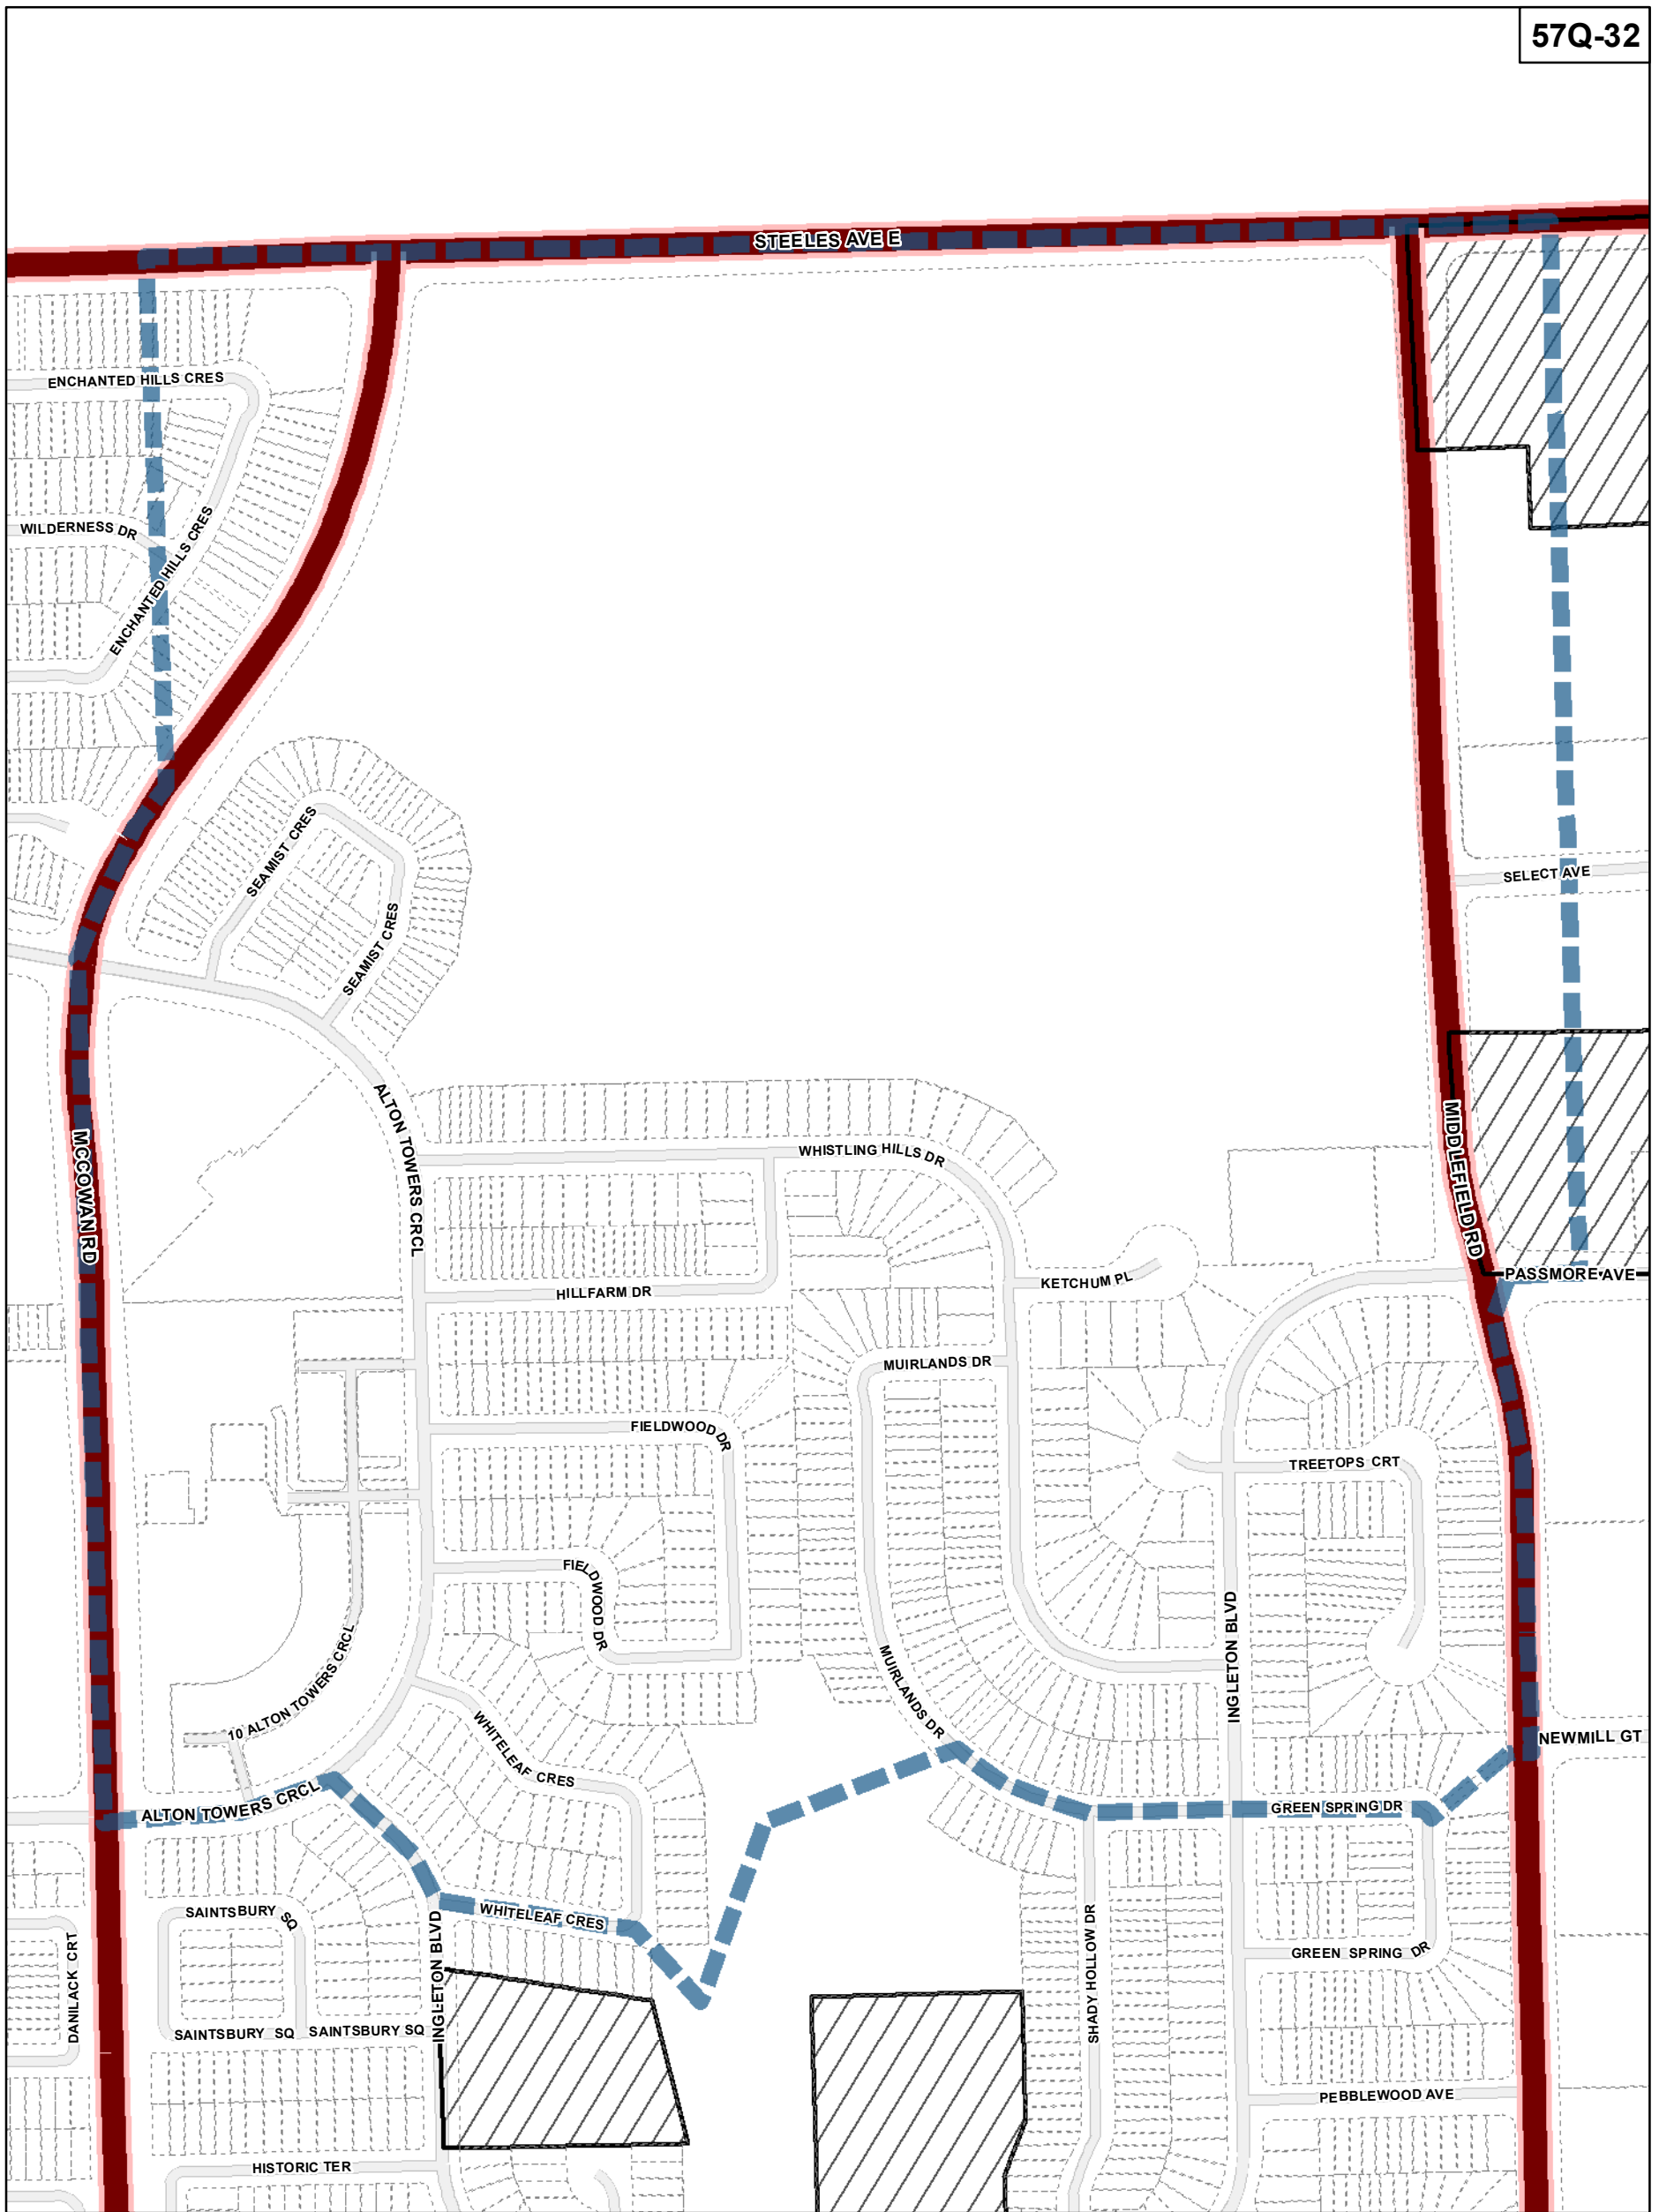 57Q-32
STEELES AVE E
ENCHANTED HILLS CRES
WILDERNESS DR
ENCHANTED HILLS CRES
SEAMIST CRES
SELECT AVE
SEAMIST CRES
ALTON TOWERS CRCL
MCCOWAN RD
MIDDLEFIELD RD
WHISTLING HILLS DR
KETCHUM PL
PASSMORE AVE
HILLFARM DR
MUIRLANDS DR
FIELDWOOD DR
TREETOPS CRT
FIELDWOOD DR
INGLETON BLVD
10 ALTON TOWERS CRCL
MUIRLANDS DR
WHITELEAF CRES
NEWMILL GT
ALTON TOWERS CRCL
GREEN SPRING DR
SAINTSBURY SQ
WHITELEAF CRES
INGLETON BLVD
DANILACK CRT
SHADY HOLLOW DR
GREEN SPRING DR
SAINTSBURY SQ
SAINTSBURY SQ
PEBBLEWOOD AVE
HISTORIC TER